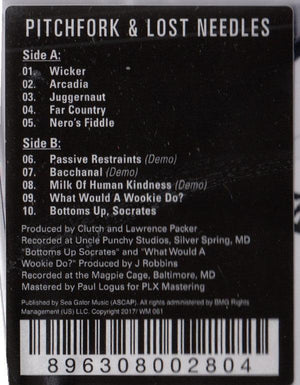 PITCHFORK & LOST NEEDLES
Side A:
01. Wicker
02. Arcadia
03. Juggernaut
04. Far Country
05. Nero's Fiddle
Side B:
06. Passive Restraints (Demo)
07. Bacchanal (Demo)
08. Milk Of Human Kindness (Demo)
09. What Would A Wookie Do?
10. Bottoms Up, Socrates
Produced by Clutch and Lawrence Packer
Recorded at Uncle Punchy Studios, Silver Spring, MD
"Bottoms Up Socrates" and "What Would A
Wookie Do?" Produced by J Robbins
Recorded at the Magpie Cage, Baltimore, MD
Mastered by Paul Logus for PLX Mastering
Published by Sea Gator Music (ASCAP). All rights administered by BMG Rights
Management (US) LLC. Copyright 2017/ WM 061
896308002804